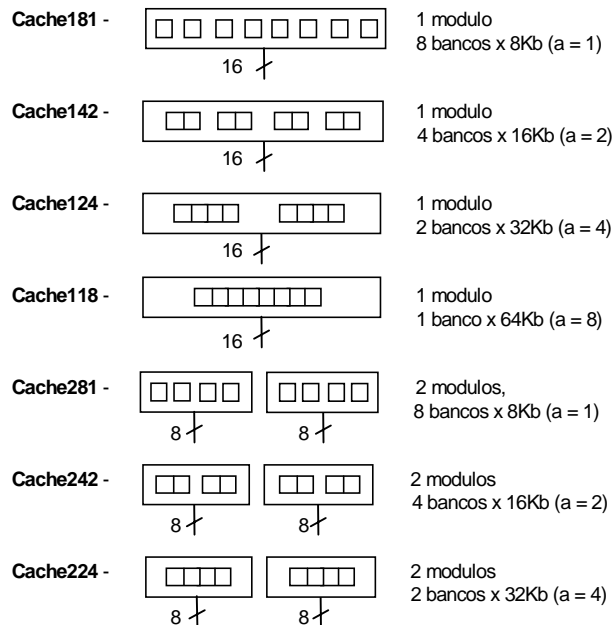 Cache181 -
1 modulo
8 bancos x 8Kb (a = 1)
16
Cache142 -
1 modulo
4 bancos x 16Kb (a = 2)
16
Cache124 -
1 modulo
2 bancos x 32Kb (a = 4)
16
Cache118 -
1 modulo
1 banco x 64Kb (a = 8)
16
Cache281 -
2 modulos,
8 bancos x 8Kb (a = 1)
8 8
Cache242 -
2 modulos
4 bancos x 16Kb (a = 2)
8 8
Cache224 -
2 modulos
2 bancos x 32Kb (a = 4)
8 8